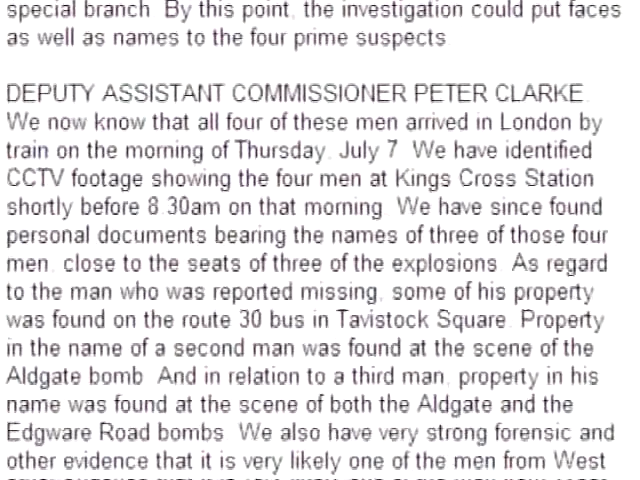 special branch. By this point, the investigation could put faces
as well as names to the four prime suspects.
DEPUTY ASSISTANT COMMISSIONER PETER CLARKE.
We now know that all four of these men arrived in London by
train on the morning of Thursday, July 7. We have identified
CCTV footage showing the four men at Kings Cross Station
shortly before 8.30am on that morning. We have since found
personal documents bearing the names of three of those four
men, close to the seats of three of the explosions. As regard
to the man who was reported missing, some of his property
was found on the route 30 bus in Tavistock Square. Property
in the name of a second man was found at the scene of the
Aldgate bomb. And in relation to a third man, property in his
name was found at the scene of both the Aldgate and the
Edgware Road bombs. We also have very strong forensic and
other evidence that it is very likely one of the men from West